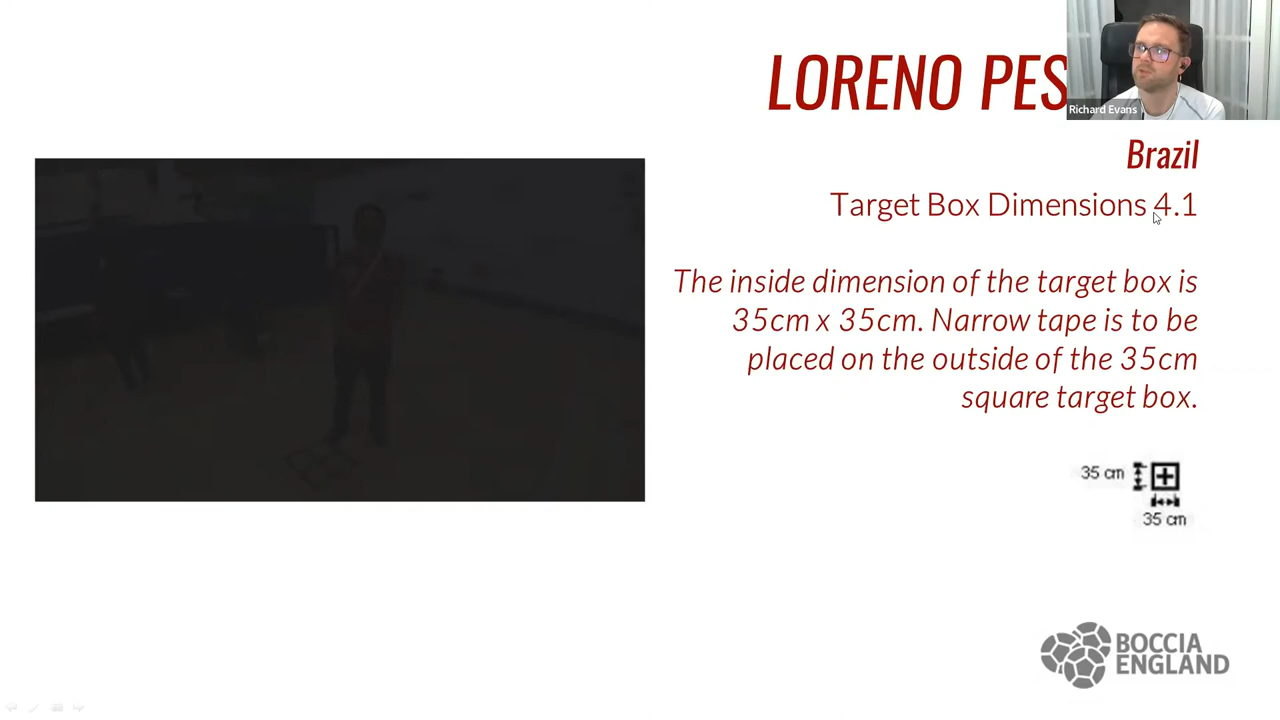 LORENO PES
Richard Evans
Brazil
Target Box Dimensions 4.1
The inside dimension of the target box is
35cm x 35cm. Narrow tape is to be
placed on the outside of the 35cm
square target box.
35 cm
35 cm
BOCCIA
ENGLAND